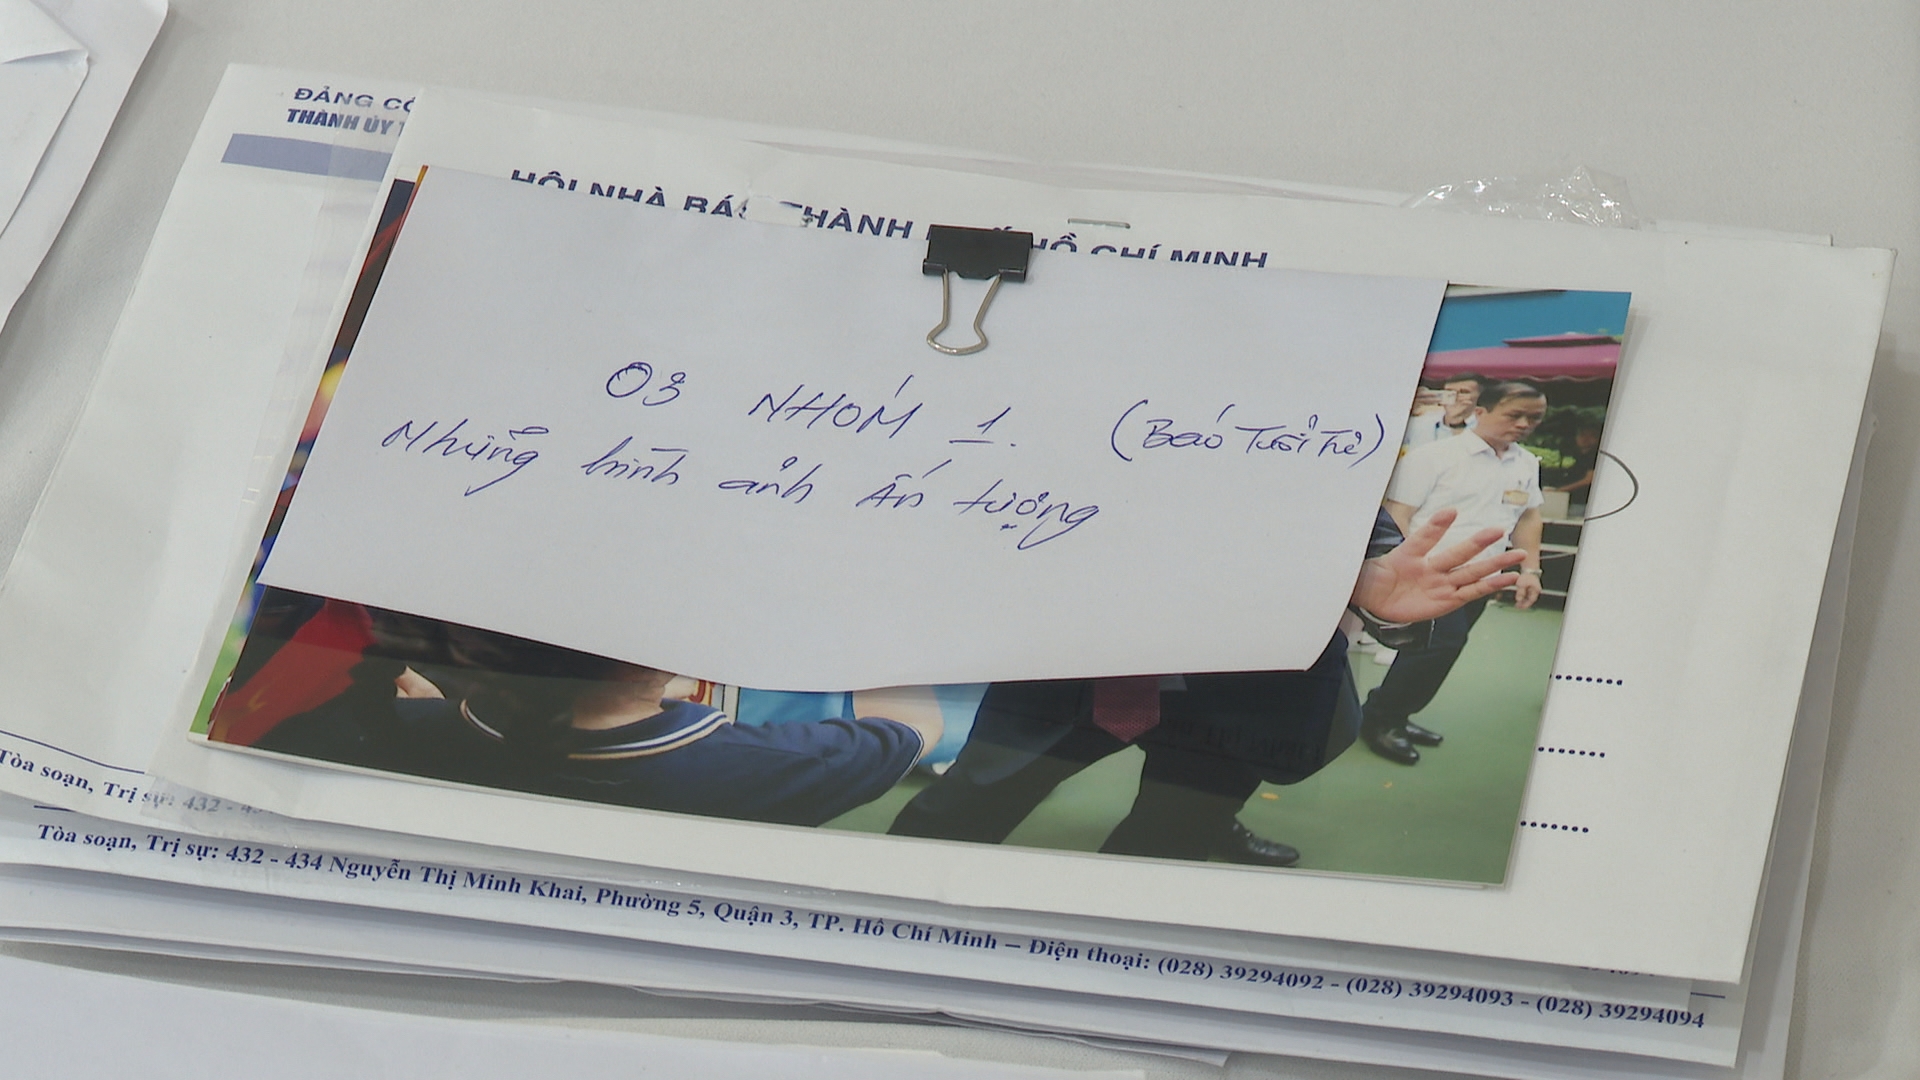 ĐẢNG CỘ
THÀNH ỦY
HỘI NHÀ BÁO THÀNH PHỐ HỒ CHÍ MINH
03 NHÓM 1. (Báo Tuổi Trẻ)
Những hình ảnh Ấn tượng
Tòa soạn, Trị sự: 432 - 43
Tòa soạn, Trị sự: 432 - 434 Nguyễn Thị Minh Khai, Phường 5, Quận 3, TP. Hồ Chí Minh – Điện thoại: (028) 39294092 - (028) 39294093 - (028) 39294094